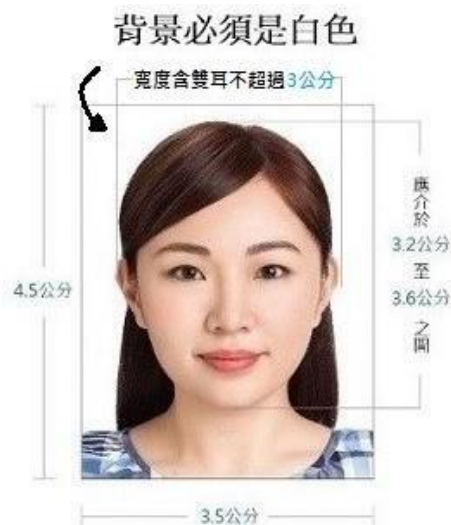 背景必須是白色
寬度含雙耳不超過3公分
應介於
3.2公分
至
3.6公分
之間
4.5公分
3.5公分